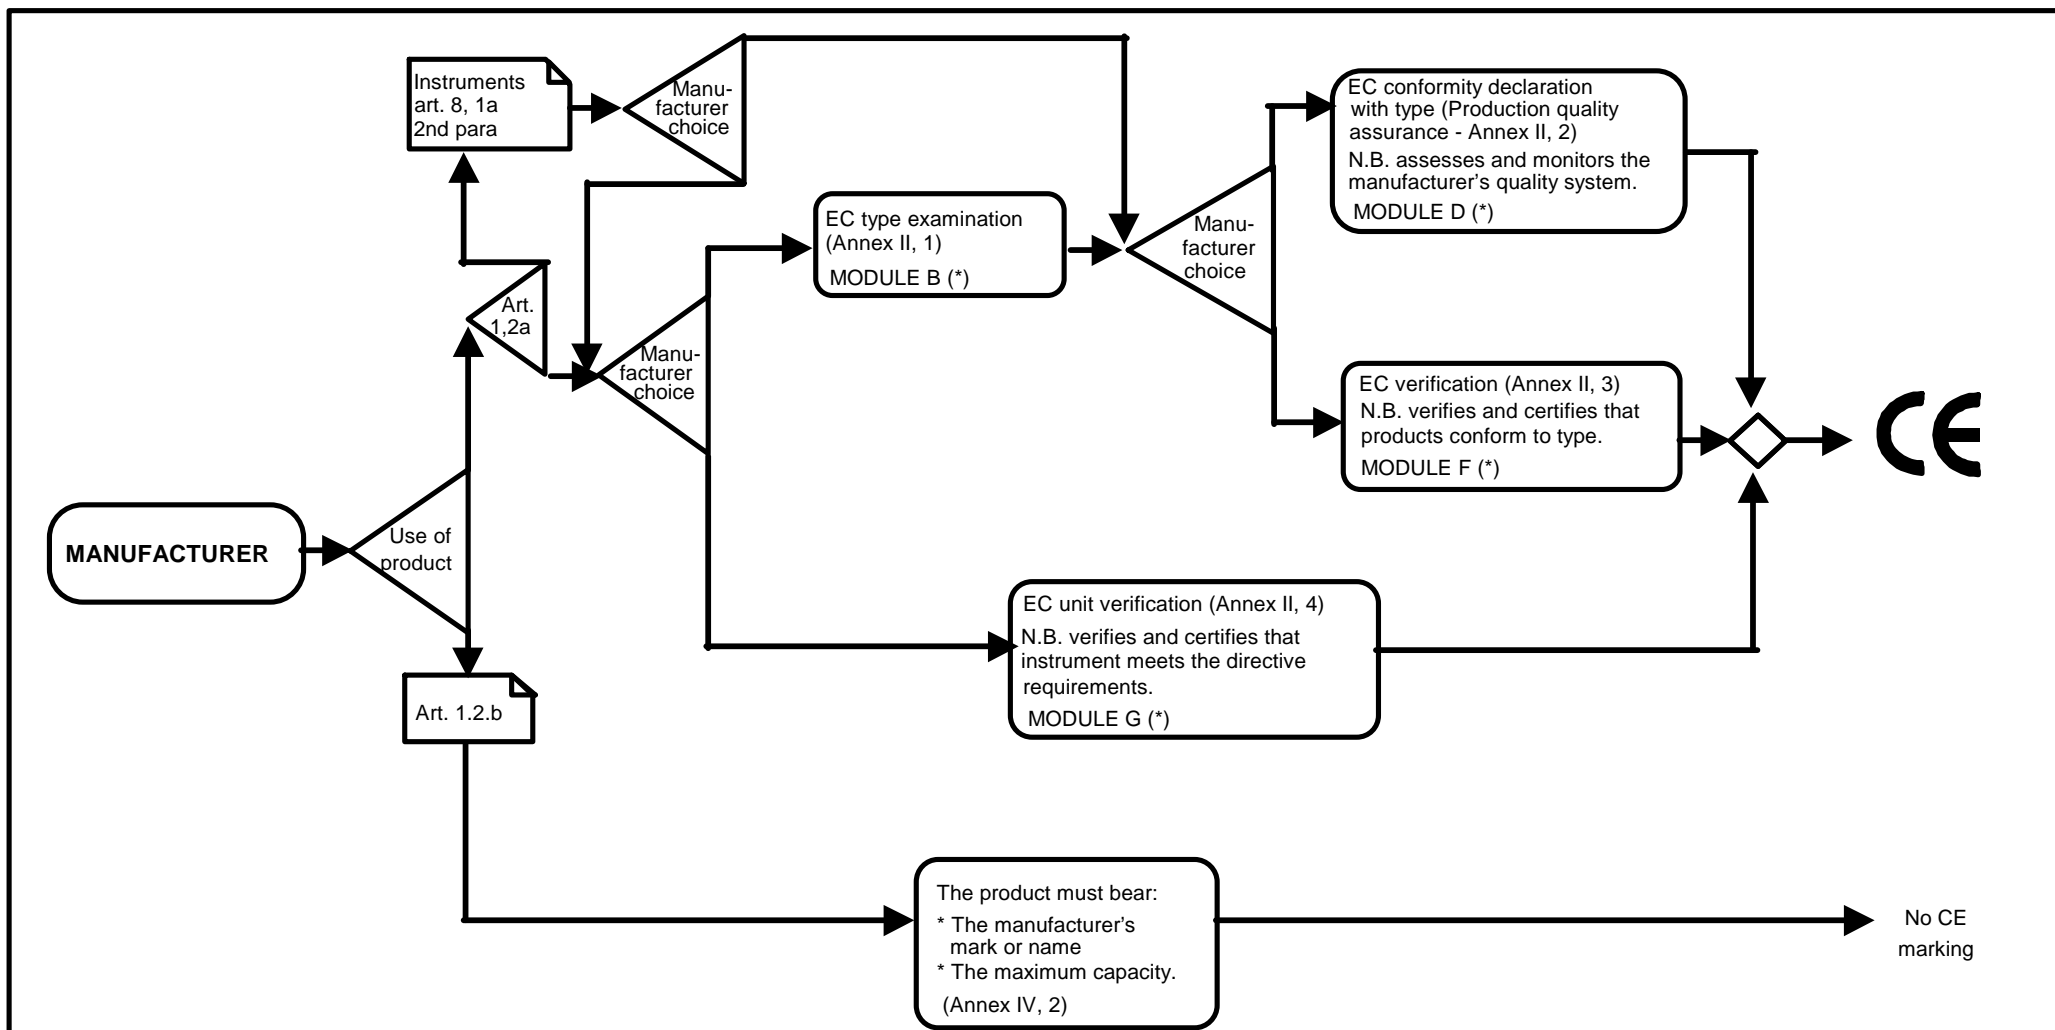 Instruments
art. 8, 1a
2nd para
Manu-
facturer
choice
EC conformity declaration
with type (Production quality
assurance - Annex II, 2)
N.B. assesses and monitors the
manufacturer’s quality system.
MODULE D (*)
EC type examination
(Annex II, 1)
MODULE B (*)
Manu-
facturer
choice
Art.
1,2a
Manu-
facturer
choice
EC verification (Annex II, 3)
N.B. verifies and certifies that
products conform to type.
MODULE F (*)
CE
MANUFACTURER
Use of
product
EC unit verification (Annex II, 4)
N.B. verifies and certifies that
instrument meets the directive
requirements.
MODULE G (*)
Art. 1.2.b
The product must bear:
* The manufacturer’s
mark or name
* The maximum capacity.
(Annex IV, 2)
No CE
marking